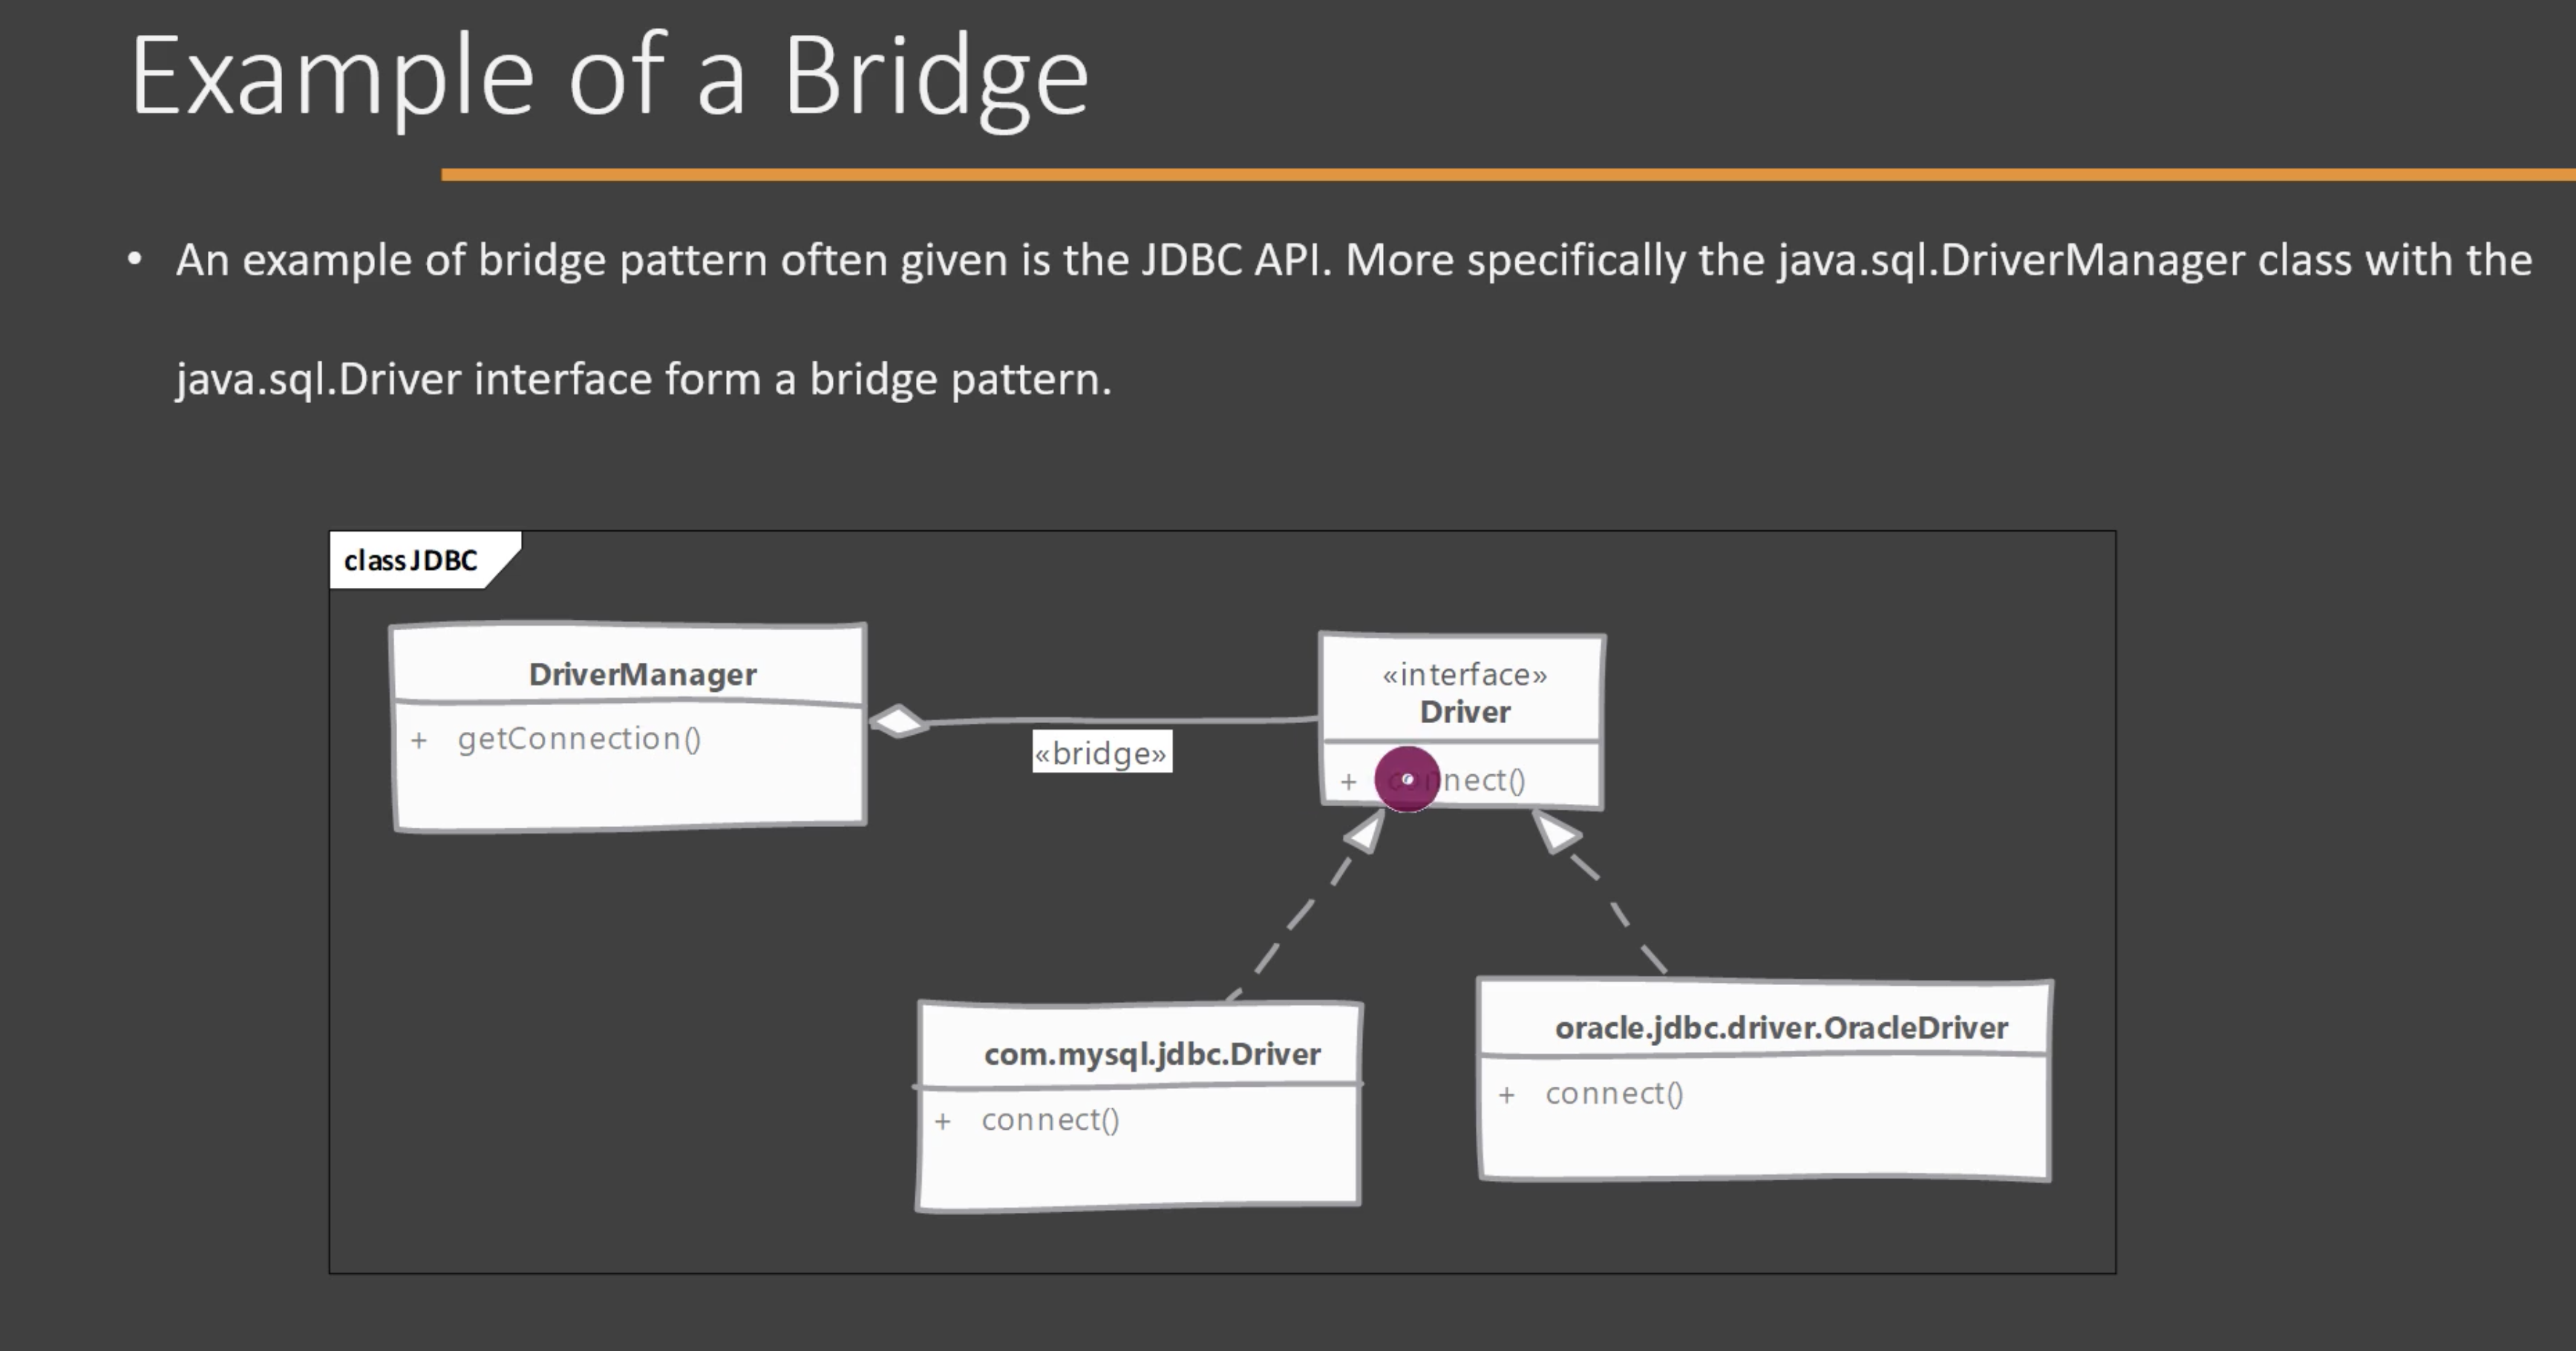 Example of a Bridge
• An example of bridge pattern often given is the JDBC API. More specifically the java.sql.DriverManager class with the
java.sql.Driver interface form a bridge pattern.
class JDBC
DriverManager
+ getConnection()
«bridge»
«interface»
Driver
+ connect()
com.mysql.jdbc.Driver
+ connect()
oracle.jdbc.driver.OracleDriver
+ connect()